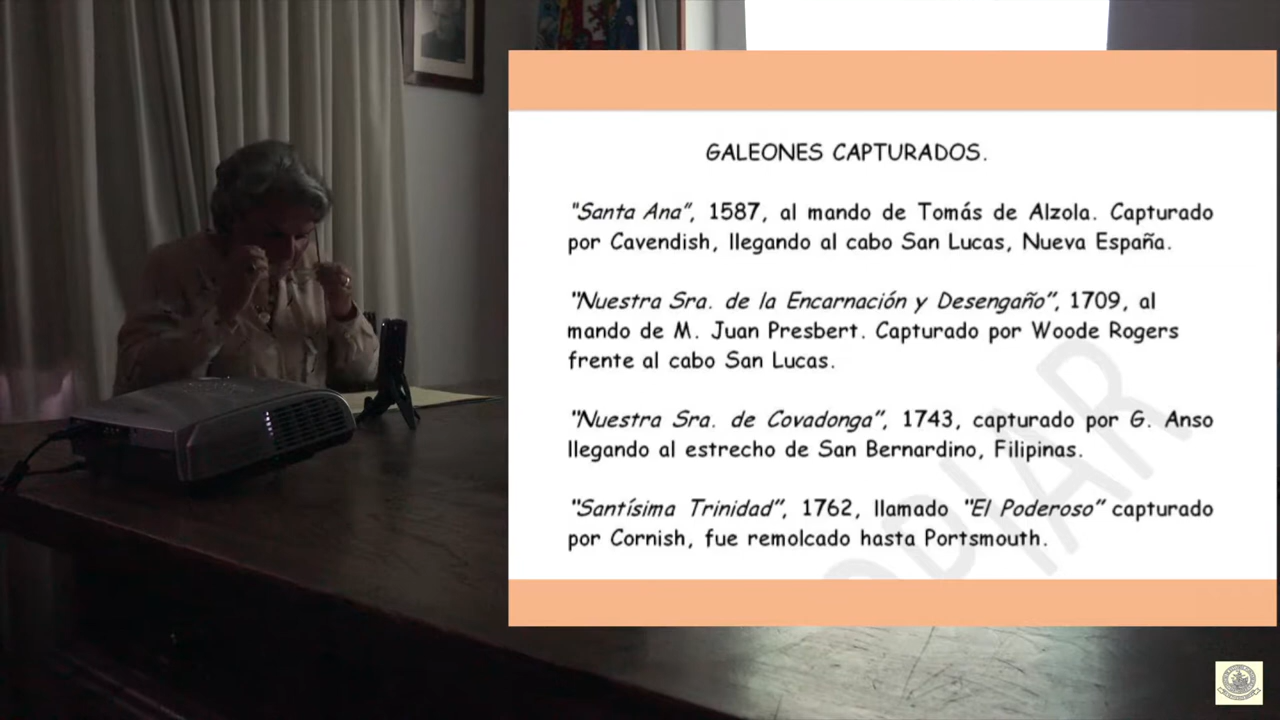 GALEONES CAPTURADOS.
"Santa Ana", 1587, al mando de Tomás de Alzola. Capturado
por Cavendish, llegando al cabo San Lucas, Nueva España.
"Nuestra Sra. de la Encarnación y Desengaño", 1709, al
mando de M. Juan Presbert. Capturado por Woode Rogers
frente al cabo San Lucas.
"Nuestra Sra. de Covadonga", 1743, capturado por G. Anso
llegando al estrecho de San Bernardino, Filipinas.
"Santísima Trinidad", 1762, llamado "El Poderoso" capturado
por Cornish, fue remolcado hasta Portsmouth.